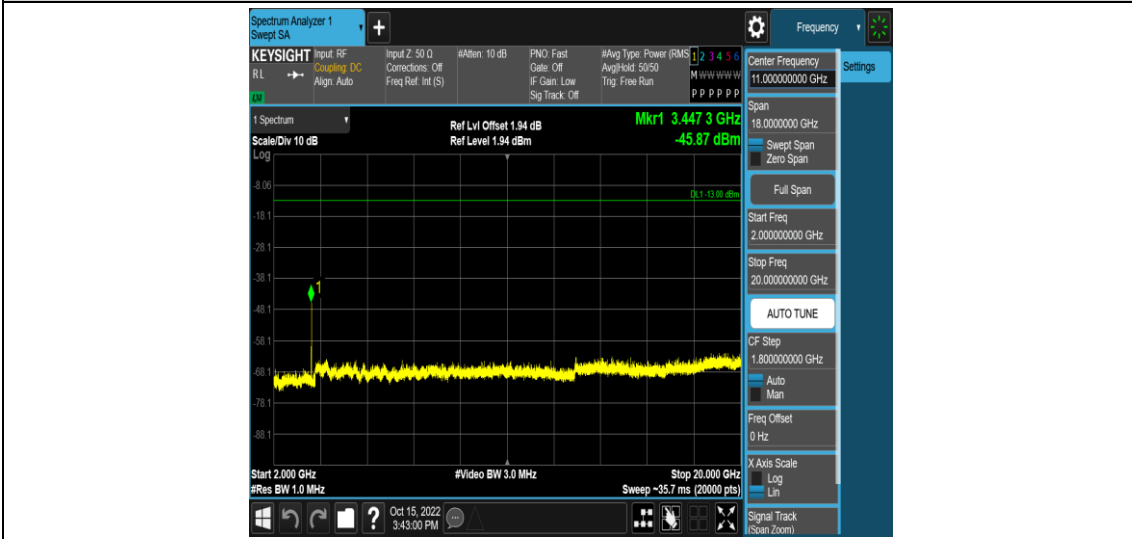 Spectrum Analyzer 1
Swept SA
+
Frequency
KEYSIGHT
RL
Input: RF
Coupling: DC
Align: Auto
Input Z: 50 Ω
Corrections: Off
Freq Ref: Int (S)
#Atten: 10 dB
PNO: Fast
Gate: Off
IF Gain: Low
Sig Track: Off
#Avg Type: Power (RMS
Avg|Hold: 50/50
Trig: Free Run
1 2 3 4 5 6
M W W W W W
P P P P P P
1 Spectrum
Scale/Div 10 dB
Log
Ref Lvl Offset 1.94 dB
Ref Level 1.94 dBm
Mkr1 3.447 3 GHz
-45.87 dBm
-8.06
DL1 -13.00 dBm
-18.1
-28.1
-38.1
1
-48.1
-58.1
-68.1
-78.1
-88.1
Start 2.000 GHz
#Res BW 1.0 MHz
#Video BW 3.0 MHz
Stop 20.000 GHz
Sweep ~35.7 ms (20000 pts)
?
Oct 15, 2022
3:43:00 PM
Center Frequency
11.000000000 GHz
Settings
Span
18.0000000 GHz
Swept Span
Zero Span
Full Span
Start Freq
2.000000000 GHz
Stop Freq
20.000000000 GHz
AUTO TUNE
CF Step
1.800000000 GHz
Auto
Man
Freq Offset
0 Hz
X Axis Scale
Log
Lin
Signal Track
(Span Zoom)